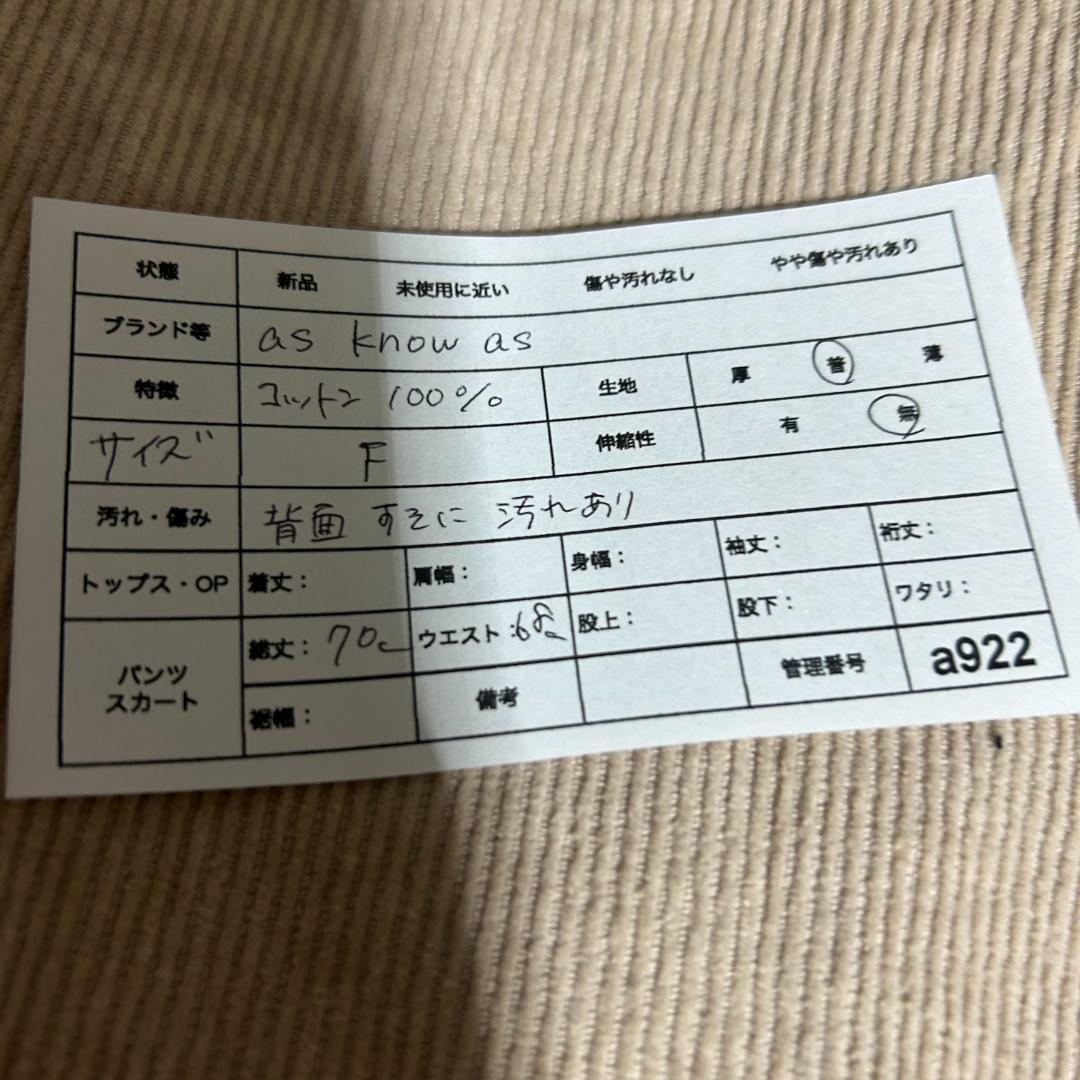 状態 新品 未使用に近い 傷や汚れなし やや傷や汚れあり
ブランド等 as know as
特徴 コットン 100% 生地 厚 普 薄
サイズ F 伸縮性 有 無
汚れ・傷み 背面 すそに 汚れあり
トップス・OP 着丈: 肩幅: 身幅: 袖丈: 裄丈:
パンツ スカート 総丈: 70c ウエスト: 68c 股上: 股下: ワタリ:
裾幅: 備考 管理番号 a922